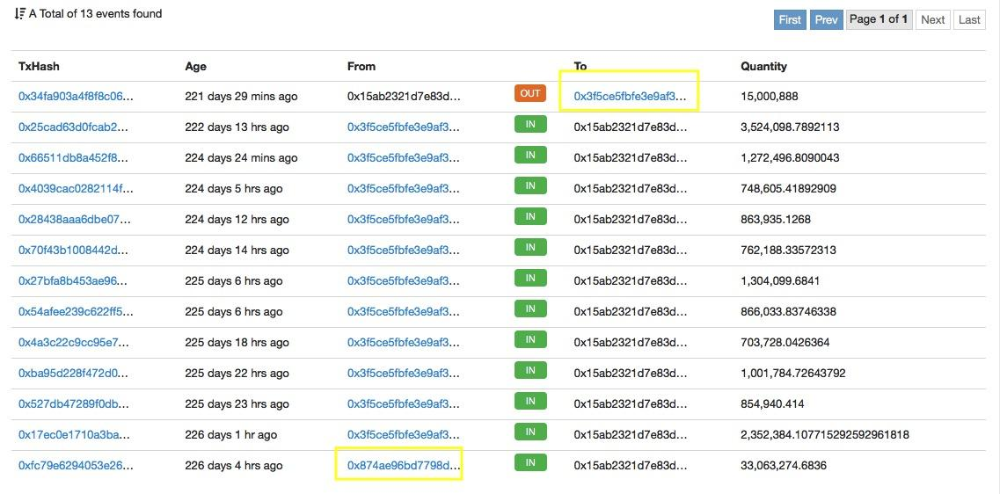 A Total of 13 events found
First Prev Page 1 of 1 Next Last
TxHash Age From To Quantity
0x34fa903a4f8f8c06... 221 days 29 mins ago 0x15ab2321d7e83d... OUT 0x3f5ce5fbfe3e9af3... 15,000,888
0x25cad63d0fcab2... 222 days 13 hrs ago 0x3f5ce5fbfe3e9af3... IN 0x15ab2321d7e83d... 3,524,098.7892113
0x66511db8a452f8... 224 days 24 mins ago 0x3f5ce5fbfe3e9af3... IN 0x15ab2321d7e83d... 1,272,496.8090043
0x4039cac0282114f... 224 days 5 hrs ago 0x3f5ce5fbfe3e9af3... IN 0x15ab2321d7e83d... 748,605.41892909
0x28438aaa6dbe07... 224 days 12 hrs ago 0x3f5ce5fbfe3e9af3... IN 0x15ab2321d7e83d... 863,935.1268
0x70f43b1008442d... 224 days 14 hrs ago 0x3f5ce5fbfe3e9af3... IN 0x15ab2321d7e83d... 762,188.33572313
0x27bfa8b453ae96... 225 days 6 hrs ago 0x3f5ce5fbfe3e9af3... IN 0x15ab2321d7e83d... 1,304,099.6841
0x54afee239c622ff5... 225 days 6 hrs ago 0x3f5ce5fbfe3e9af3... IN 0x15ab2321d7e83d... 866,033.83746338
0x4a3c22c9cc95e7... 225 days 18 hrs ago 0x3f5ce5fbfe3e9af3... IN 0x15ab2321d7e83d... 703,728.0426364
0xba95d228f472d0... 225 days 22 hrs ago 0x3f5ce5fbfe3e9af3... IN 0x15ab2321d7e83d... 1,001,784.72643792
0x527db47289f0db... 225 days 23 hrs ago 0x3f5ce5fbfe3e9af3... IN 0x15ab2321d7e83d... 854,940.414
0x17ec0e1710a3ba... 226 days 1 hr ago 0x3f5ce5fbfe3e9af3... IN 0x15ab2321d7e83d... 2,352,384.107715292592961818
0xfc79e6294053e26... 226 days 4 hrs ago 0x874ae96bd7798d... IN 0x15ab2321d7e83d... 33,063,274.6836